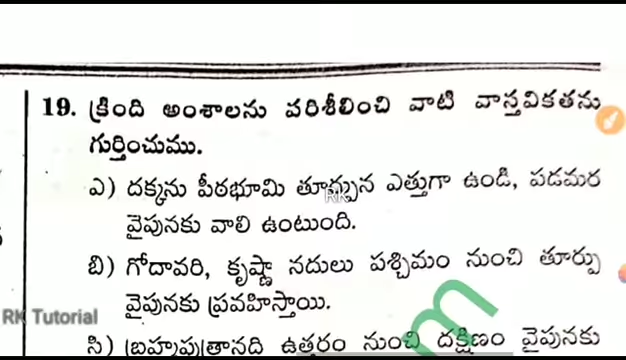 19. క్రింది అంశాలను పరిశీలించి వాటి వాస్తవికతను
గుర్తించుము.
ఎ) దక్కను పీఠభూమి తూర్పున ఎత్తుగా ఉండి, పడమర
RK
వైపునకు వాలి ఉంటుంది.
బి) గోదావరి, కృష్ణా నదులు పశ్చిమం నుంచి తూర్పు
వైపునకు ప్రవహిస్తాయి.
RK Tutorial
సి) బ్రహ్మపుత్రానది ఉత్తరం నుంచి దక్షిణం వైపునకు
m